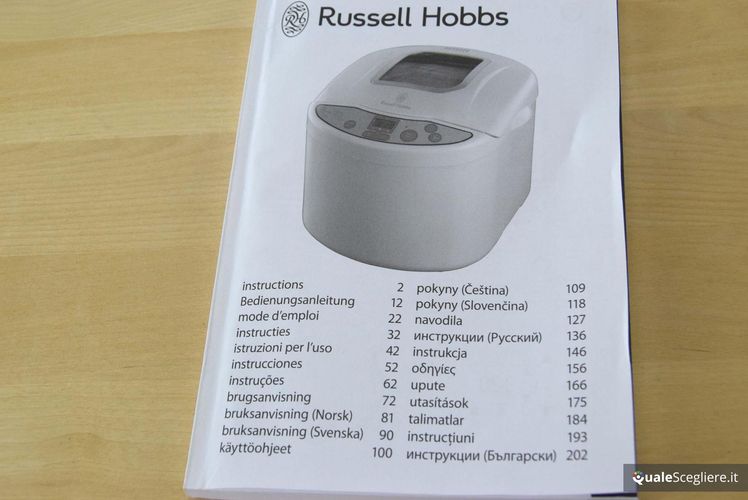 Russell Hobbs
Russell Hobbs
instructions 2
Bedienungsanleitung 12
mode d'emploi 22
instructies 32
istruzioni per l'uso 42
instrucciones 52
instruções 62
brugsanvisning 72
bruksanvisning (Norsk) 81
bruksanvisning (Svenska) 90
käyttöohjeet 100
pokyny (Čeština) 109
pokyny (Slovenčina) 118
navodila 127
инструкции (Русский) 136
instrukcja 146
οδηγίες 156
upute 166
utasítások 175
talimatlar 184
instrucţiuni 193
инструкции (Български) 202
QualeScegliere.it